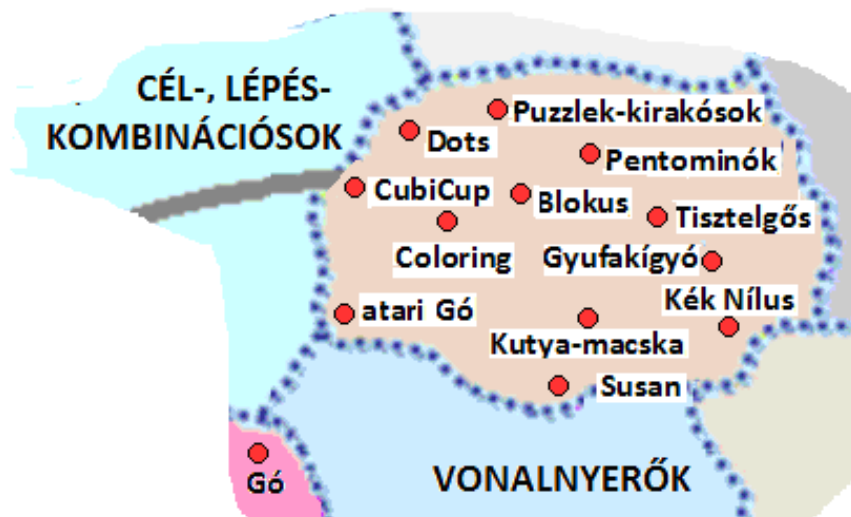 CÉL-, LÉPÉS-
KOMBINÁCIÓSOK
Puzzlek-kirakósok
Dots
Pentominók
CubiCup
Blokus
Tisztelgős
Coloring
Gyufakígyó
atari Gó
Kék Nílus
Kutya-macska
Susan
Gó
VONALNYERŐK